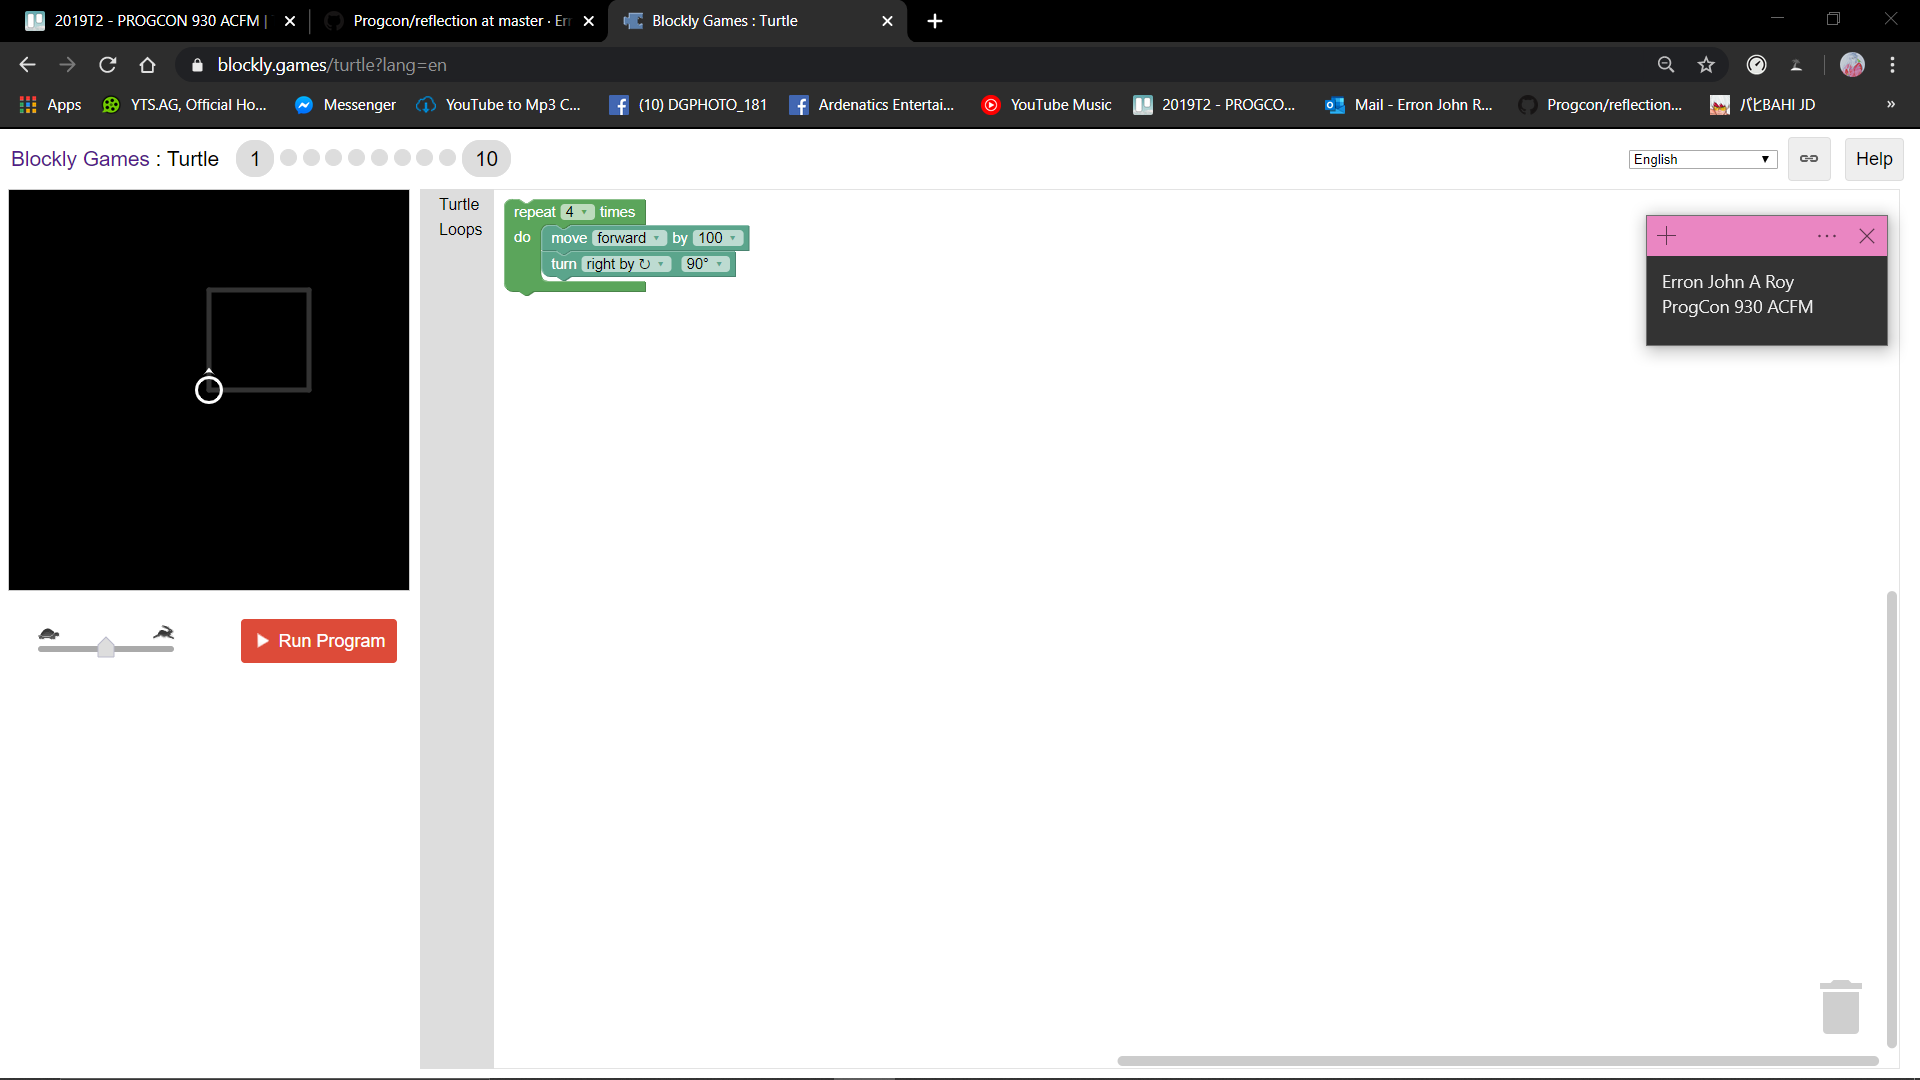 2019T2 - PROGCON 930 ACFM |
Progcon/reflection at master · Err
Blockly Games : Turtle
blockly.games/turtle?lang=en
Apps
YTS.AG, Official Ho...
Messenger
YouTube to Mp3 C...
(10) DGPHOTO_181
Ardenatics Entertai...
YouTube Music
2019T2 - PROGCO...
Mail - Erron John R...
Progcon/reflection...
バヒBAHI JD
»
Blockly Games : Turtle
1
10
English
Help
Turtle
Loops
repeat 4 times
do move forward by 100
turn right by ↻ 90°
Erron John A Roy
ProgCon 930 ACFM
Run Program